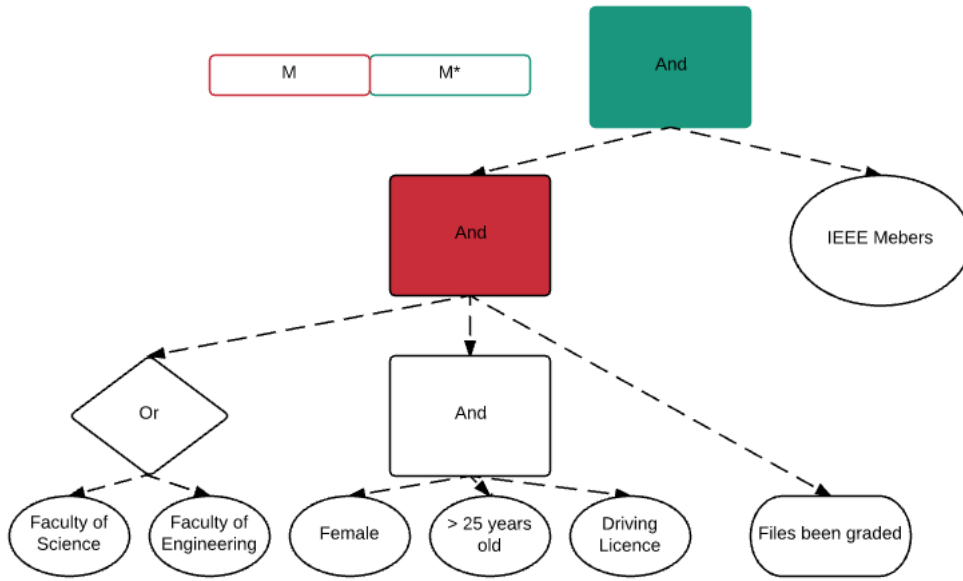 M
M*
And
And
IEEE Mebers
Or
And
Faculty of
Science
Faculty of
Engineering
Female
> 25 years
old
Driving
Licence
Files been graded